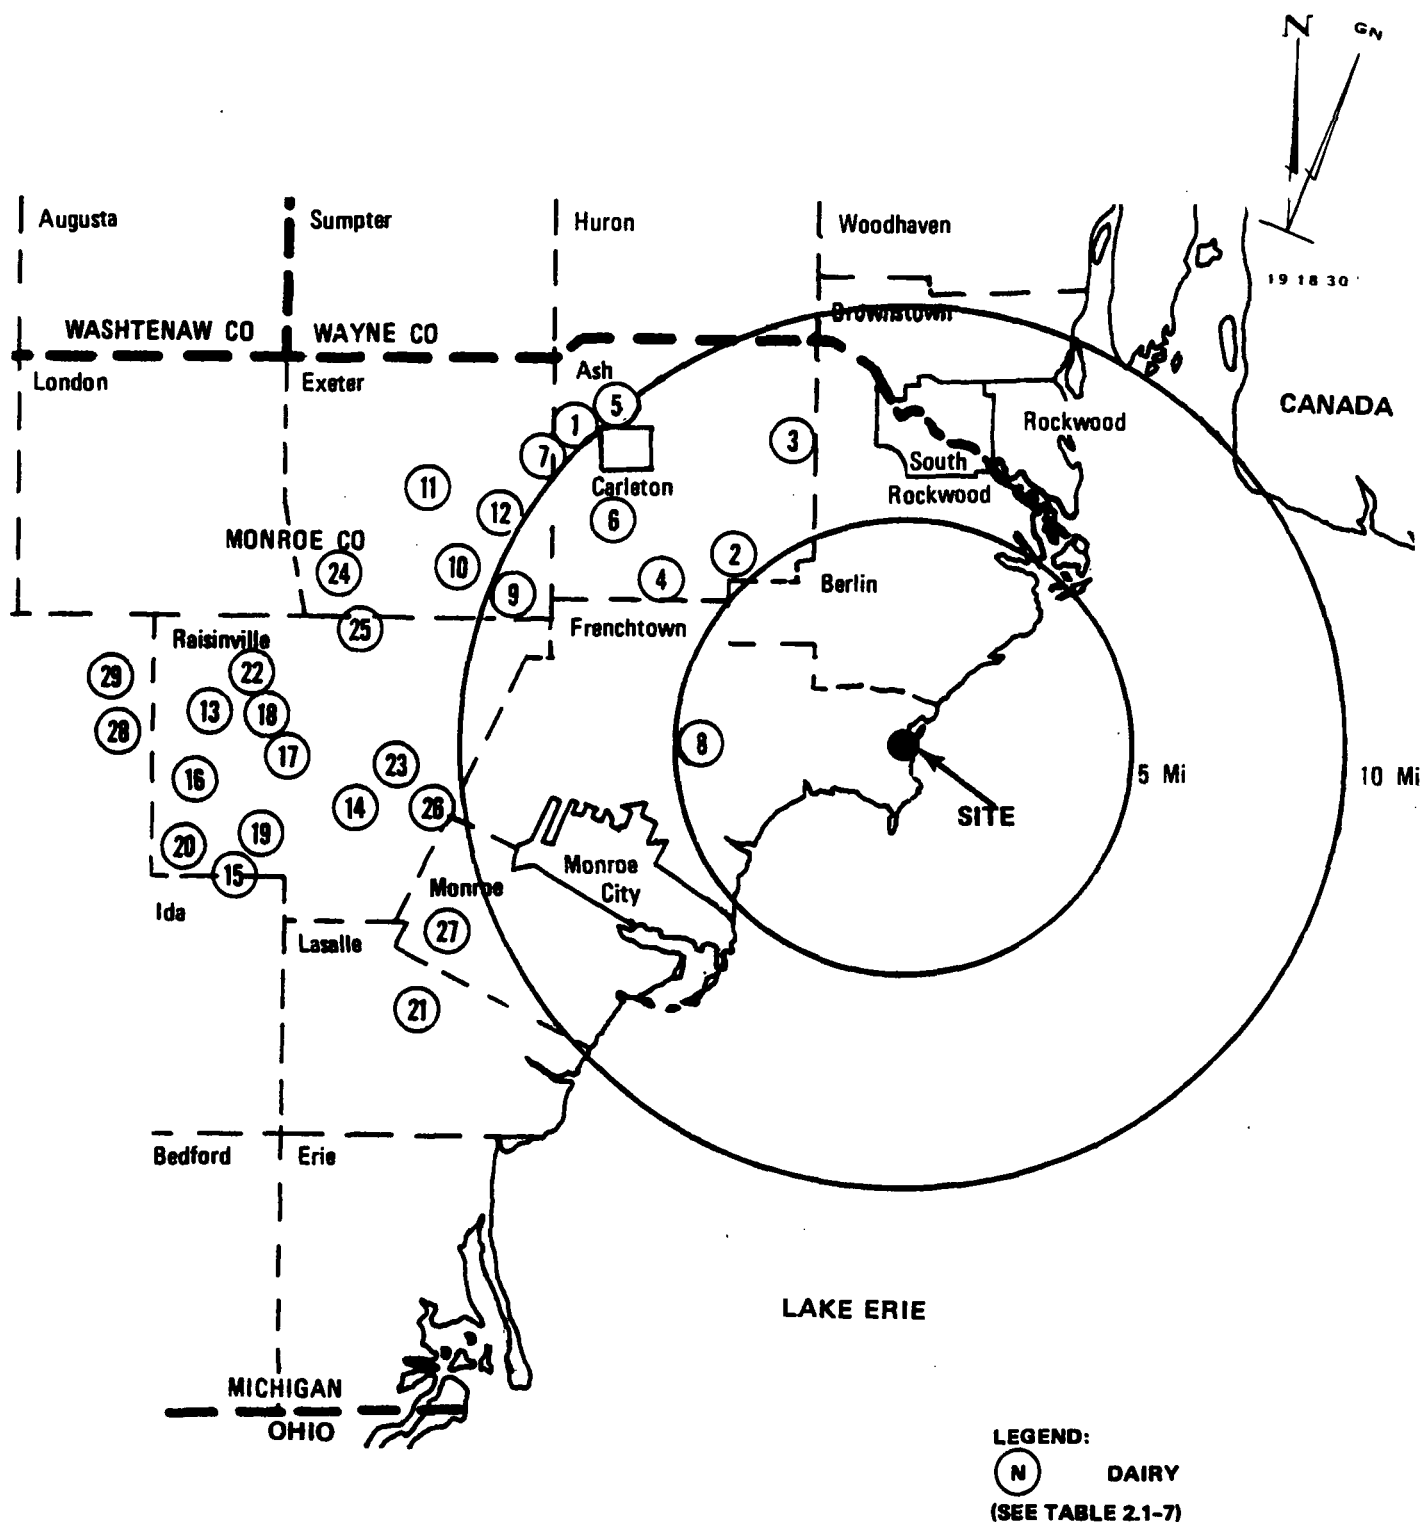 N
GN
19 18 30
Augusta
Sumpter
Huron
Woodhaven
WASHTENAW CO
WAYNE CO
Brownstown
London
Exeter
Ash
CANADA
5
1
3
Rockwood
7
South
Rockwood
11
Carleton
12
6
MONROE CO
2
10
24
4
9
Berlin
25
Raisinville
Frenchtown
29
22
13
18
28
8
17
23
16
5 Mi
10 Mi
14
26
SITE
19
20
15
Monroe
City
Monroe
Ida
27
Lasalle
21
Bedford
Erie
LAKE ERIE
MICHIGAN
OHIO
LEGEND:
N DAIRY
(SEE TABLE 2.1-7)